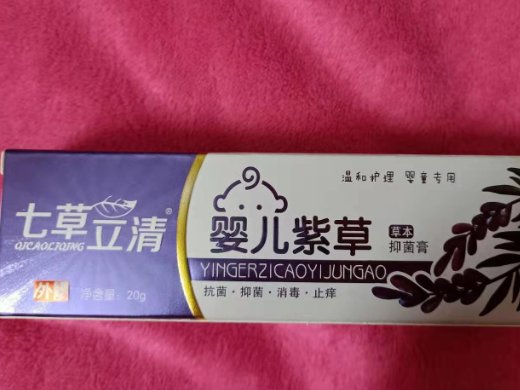 七草立清®
QICAOLIQING
外用
净含量：20g
温和护理 婴童专用
婴儿紫草
草本
抑菌膏
YINGERZICAOYIJUNGAO
抗菌·抑菌·消毒·止痒